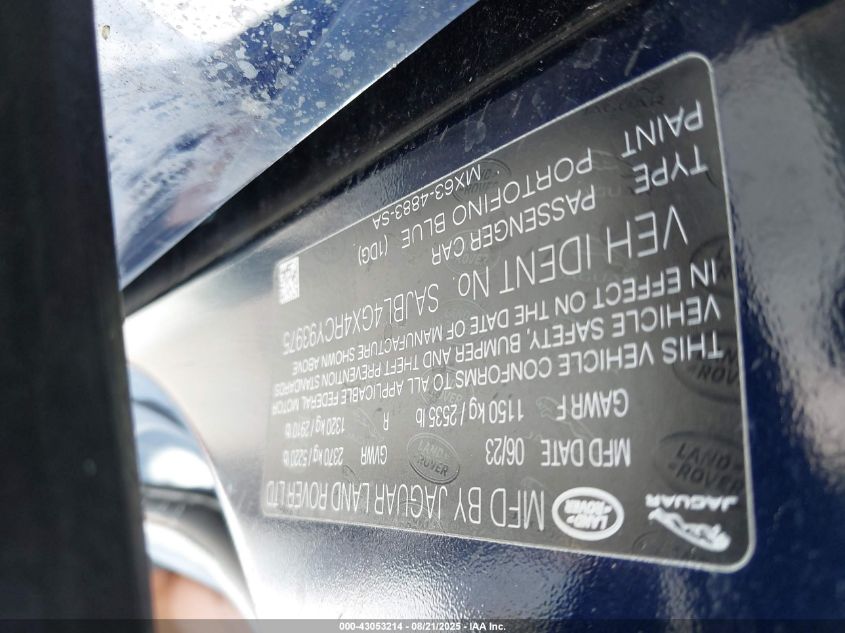 JAGUAR
LAND ROVER
MFD BY JAGUAR LAND ROVER LTD
MFD DATE 06/23 GVWR 2370 kg / 5220 lb
GAWR F 1150 kg / 2535 lb R 1320 kg / 2910 lb
THIS VEHICLE CONFORMS TO ALL APPLICABLE FEDERAL MOTOR
VEHICLE SAFETY, BUMPER AND THEFT PREVENTION STANDARDS
IN EFFECT ON THE DATE OF MANUFACTURE SHOWN ABOVE
VEH IDENT No. SAJBL4GX4RCY93975
TYPE PASSENGER CAR
PAINT PORTOFINO BLUE (1DG)
MX63-4883-SA
000-43053214 - 08/21/2025 - IAA Inc.